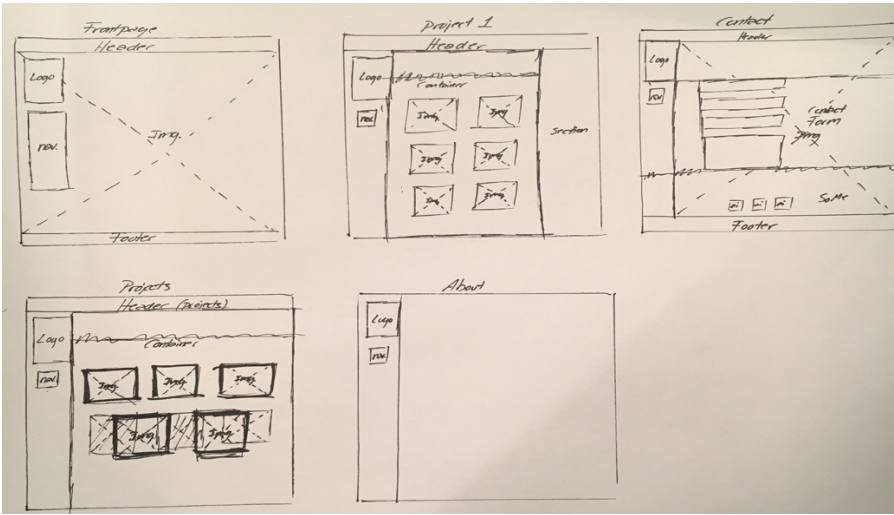 Frontpage
Header
Logo
nav.
Img.
Footer
Project 1
Header
Logo
Container
nav.
Img
Img
Img
Img
Img
Img
Section
Contact
Header
Logo
nav
Contact
Form
Img
SoMe
Footer
Projects
Header (projects)
Logo
Container
nav.
Img.
Img
Img
Img
Img
About
Logo
nav.